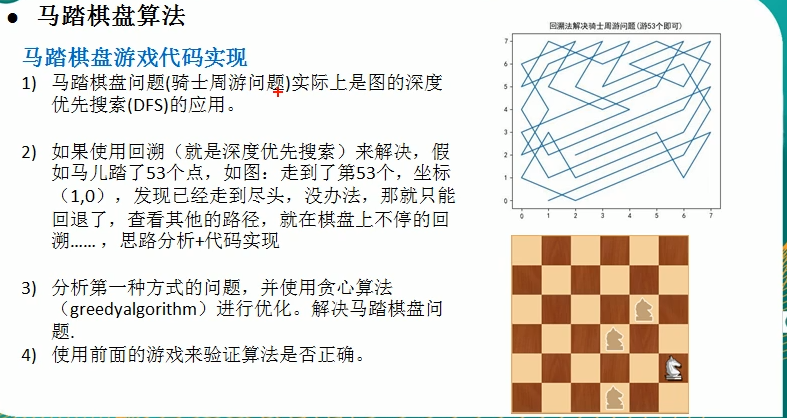 ● 马踏棋盘算法
马踏棋盘游戏代码实现
1) 马踏棋盘问题(骑士周游问题)实际上是图的深度
优先搜索(DFS)的应用。
2) 如果使用回溯（就是深度优先搜索）来解决，假
如马儿踏了53个点，如图：走到了第53个，坐标
（1,0），发现已经走到尽头，没办法，那就只能
回退了，查看其他的路径，就在棋盘上不停的回
溯……，思路分析+代码实现
3) 分析第一种方式的问题，并使用贪心算法
（greedyalgorithm）进行优化。解决马踏棋盘问
题.
4) 使用前面的游戏来验证算法是否正确。
回溯法解决骑士周游问题(游53个即可)
7
6
5
4
3
2
1
0
0 1 2 3 4 5 6 7